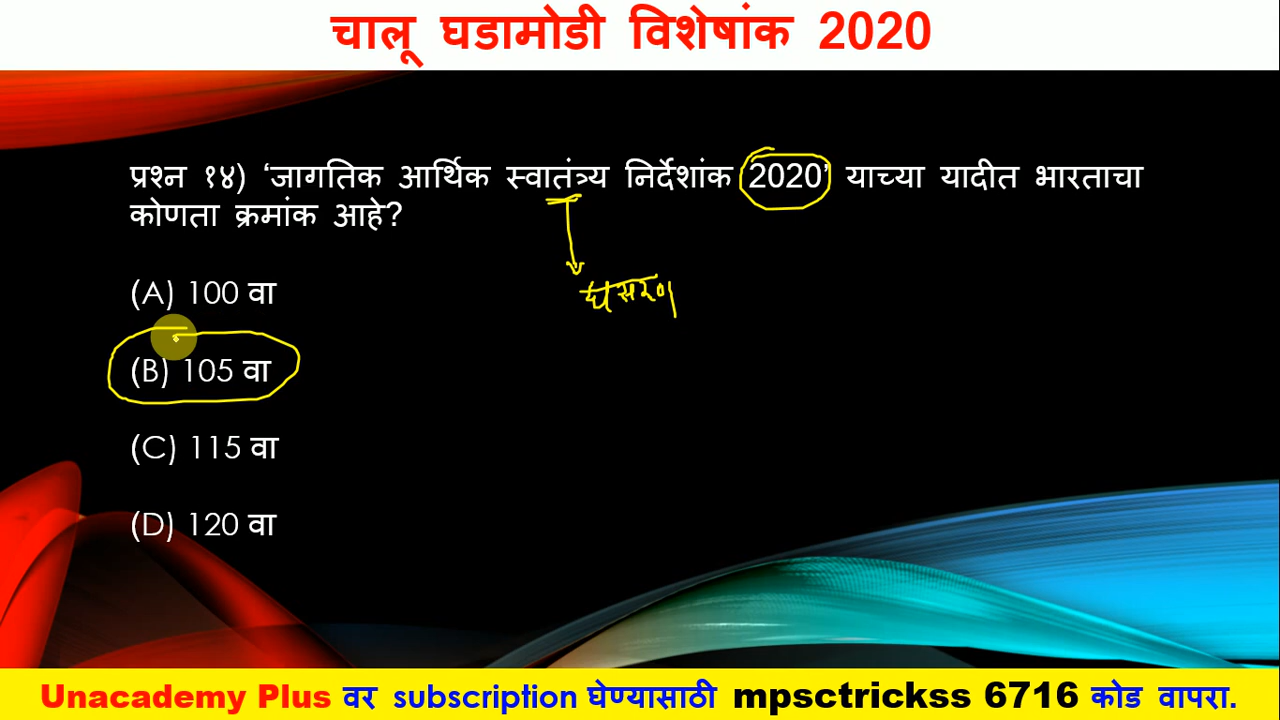 चालू घडामोडी विशेषांक 2020
प्रश्न १४) ‘जागतिक आर्थिक स्वातंत्र्य निर्देशांक 2020’ याच्या यादीत भारताचा
कोणता क्रमांक आहे?
घसरण
(A) 100 वा
(B) 105 वा
(C) 115 वा
(D) 120 वा
Unacademy Plus वर subscription घेण्यासाठी mpsctrickss 6716 कोड वापरा.